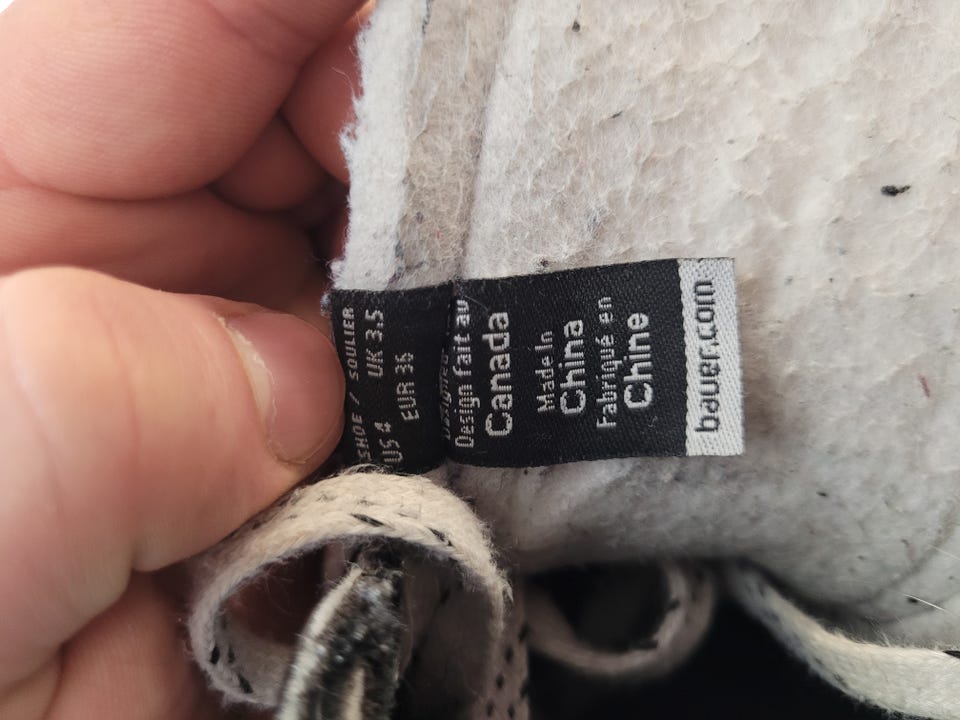 SHOE / SOULIER
US 4 UK 3.5
EUR 36
Designed
Design fait au
Canada
Made In
China
Fabriqué en
Chine
bauer.com